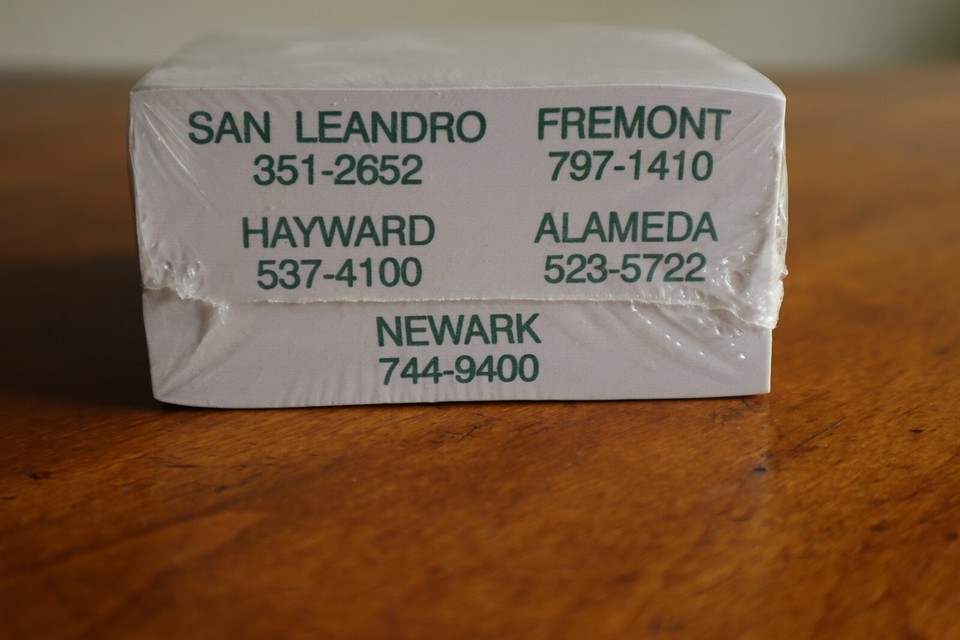 SAN LEANDRO
351-2652
FREMONT
797-1410
HAYWARD
537-4100
ALAMEDA
523-5722
NEWARK
744-9400